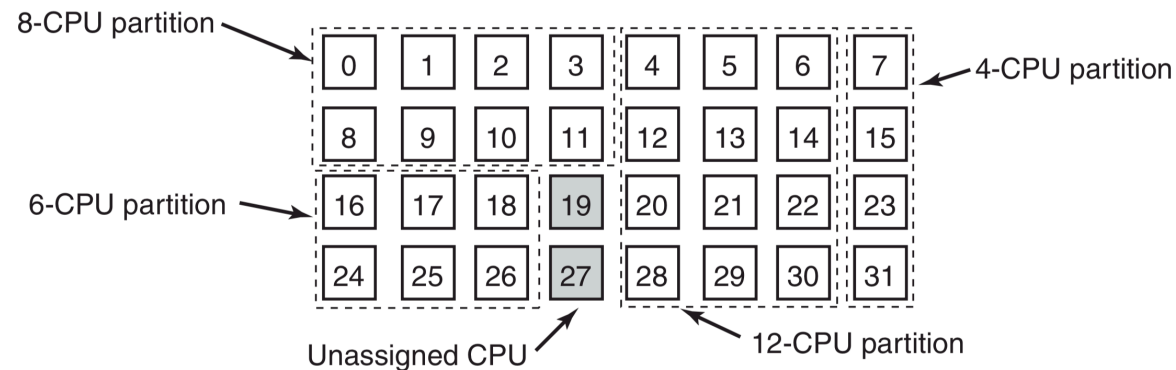 8-CPU partition
0 1 2 3 4 5 6 7
4-CPU partition
8 9 10 11 12 13 14 15
6-CPU partition
16 17 18 19 20 21 22 23
24 25 26 27 28 29 30 31
Unassigned CPU
12-CPU partition